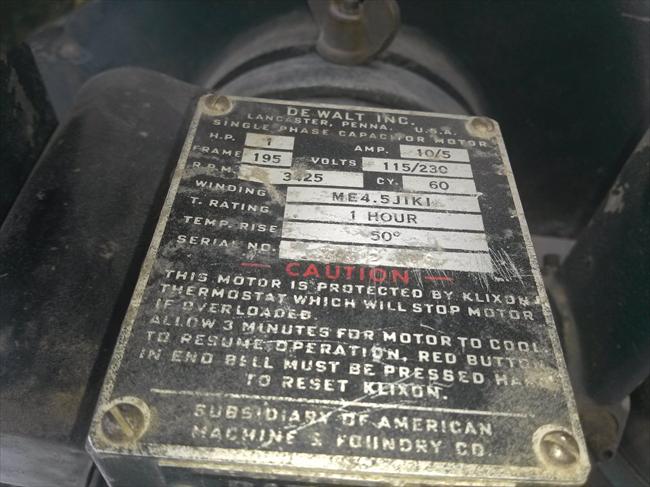 DE WALT INC.
LANCASTER, PENNA. U.S.A.
SINGLE PHASE CAPACITOR MOTOR
H.P. 1 AMP. 10/5
FRAME 195 VOLTS 115/230
R.P.M. 3425 CY. 60
WINDING ME4.5J1K1
T. RATING 1 HOUR
TEMP. RISE 50°
SERIAL NO.
— CAUTION —
THIS MOTOR IS PROTECTED BY KLIXON
THERMOSTAT WHICH WILL STOP MOTOR
IF OVERLOADED.
ALLOW 3 MINUTES FOR MOTOR TO COOL
TO RESUME OPERATION, RED BUTTON
IN END BELL MUST BE PRESSED
TO RESET KLIXON.
SUBSIDIARY OF AMERICAN
MACHINE & FOUNDRY CO.